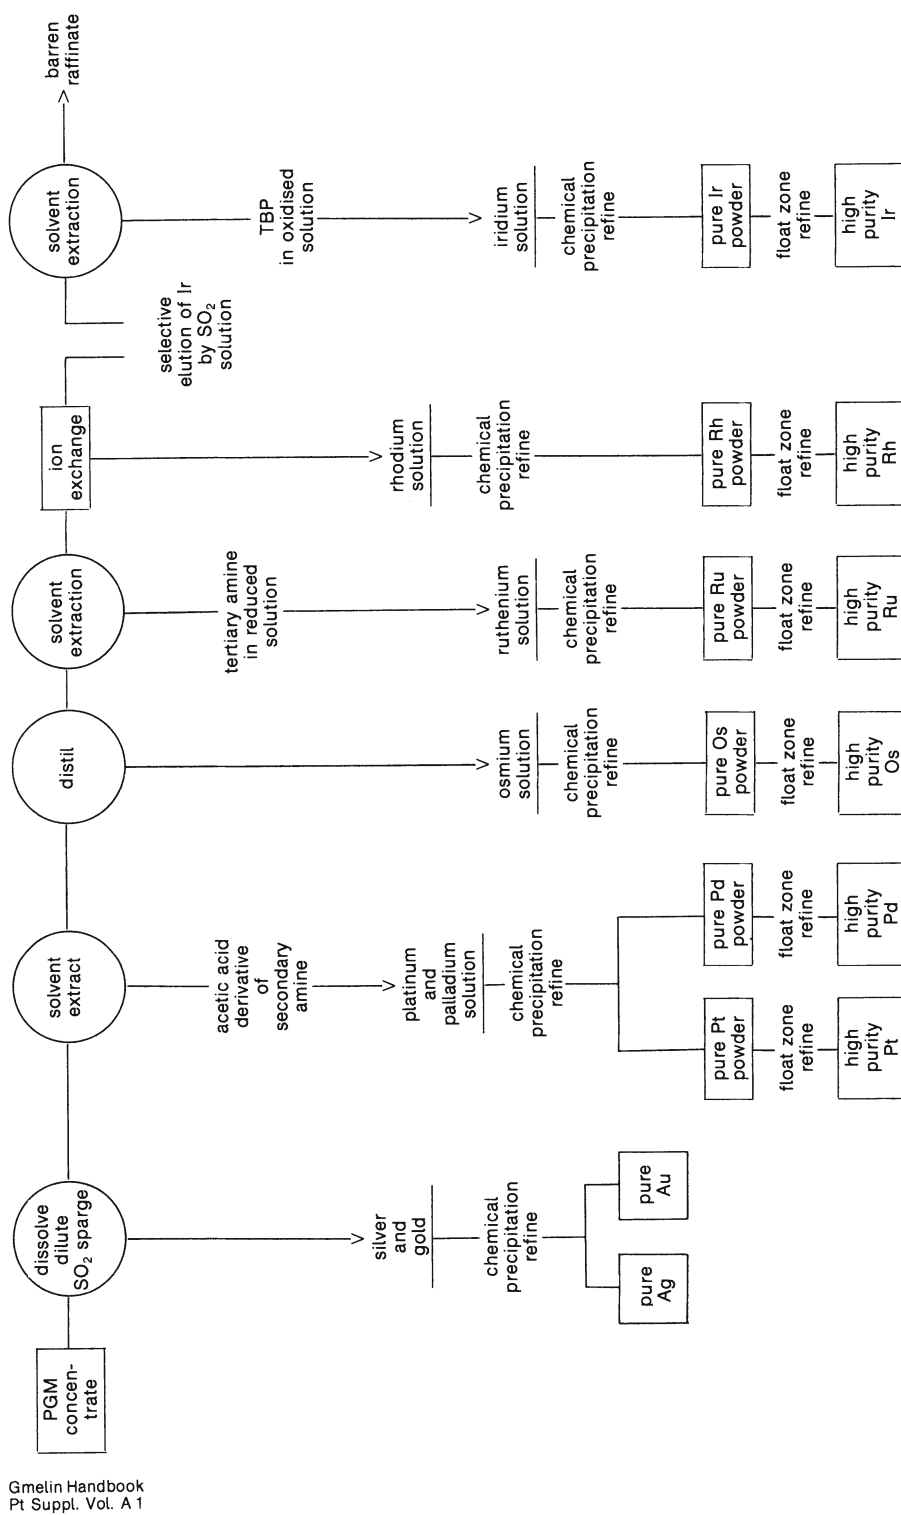 PGM
concen-
trate
dissolve
dilute
SO₂ sparge
silver
and
gold
chemical
precipitation
refine
pure
Ag
pure
Au
solvent
extract
acetic acid
derivative
of
secondary
amine
platinum
and
palladium
solution
chemical
precipitation
refine
pure Pt
powder
float zone
refine
high
purity
Pt
pure Pd
powder
float zone
refine
high
purity
Pd
distil
osmium
solution
chemical
precipitation
refine
pure Os
powder
float zone
refine
high
purity
Os
solvent
extraction
tertiary amine
in reduced
solution
ruthenium
solution
chemical
precipitation
refine
pure Ru
powder
float zone
refine
high
purity
Ru
ion
exchange
rhodium
solution
chemical
precipitation
refine
pure Rh
powder
float zone
refine
high
purity
Rh
selective
elution of Ir
by SO₂
solution
solvent
extraction
TBP
in oxidised
solution
iridium
solution
chemical
precipitation
refine
pure Ir
powder
float zone
refine
high
purity
Ir
barren
raffinate
Gmelin Handbook
Pt Suppl. Vol. A 1